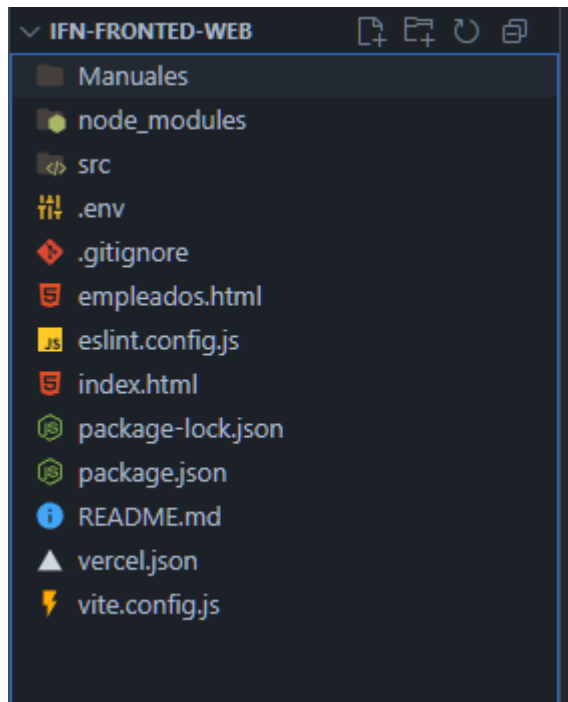 IFN-FRONTED-WEB
Manuales
node_modules
src
.env
.gitignore
empleados.html
eslint.config.js
index.html
package-lock.json
package.json
README.md
vercel.json
vite.config.js